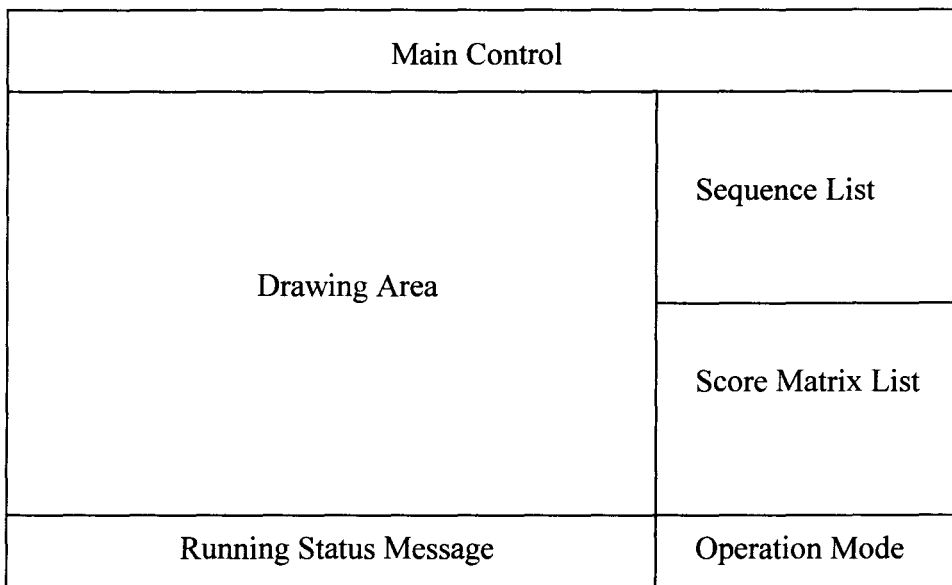 Main Control
Sequence List
Drawing Area
Score Matrix List
Running Status Message
Operation Mode